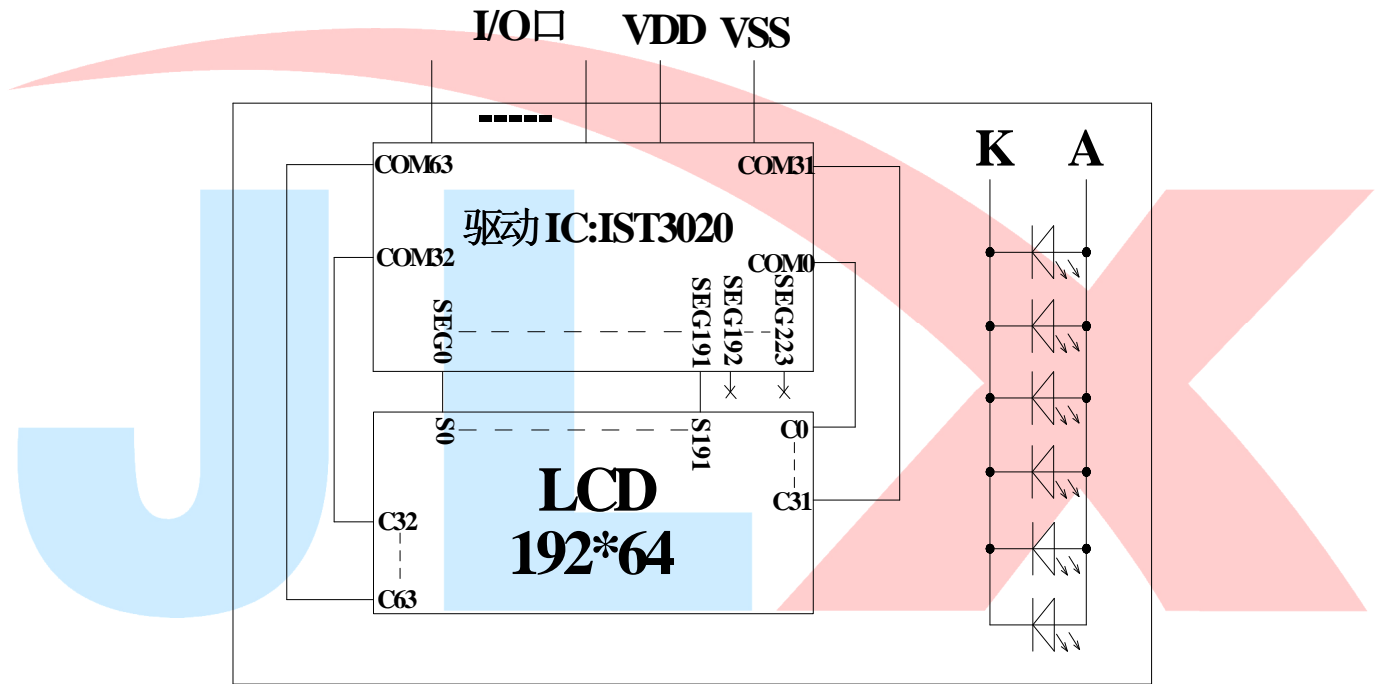 I/O口 VDD VSS
K A
COM63 COM31
驱动IC:IST3020
COM32 COM0
SEG0 SEG191 SEG192 SEG223
S0 S191 C0
LCD
C31
C32
192*64
C63
JLX